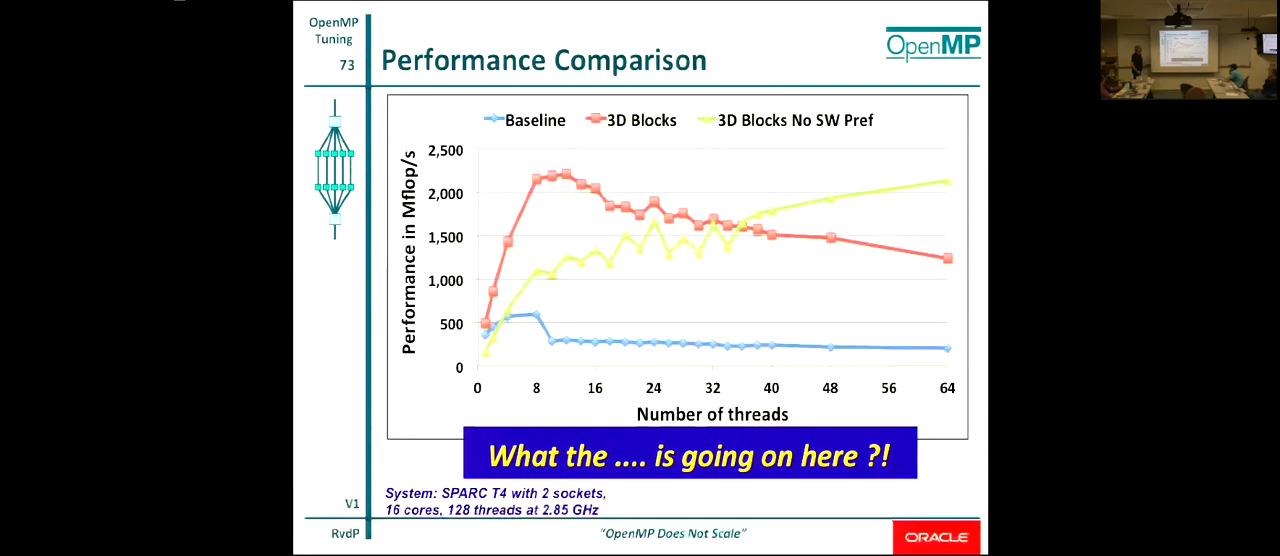 OpenMP
Tuning
73
Performance Comparison
OpenMP
Baseline
3D Blocks
3D Blocks No SW Pref
Performance in Mflop/s
2,500
2,000
1,500
1,000
500
0
0 8 16 24 32 40 48 56 64
Number of threads
What the .... is going on here ?!
System: SPARC T4 with 2 sockets,
16 cores, 128 threads at 2.85 GHz
V1
RvdP
"OpenMP Does Not Scale"
ORACLE